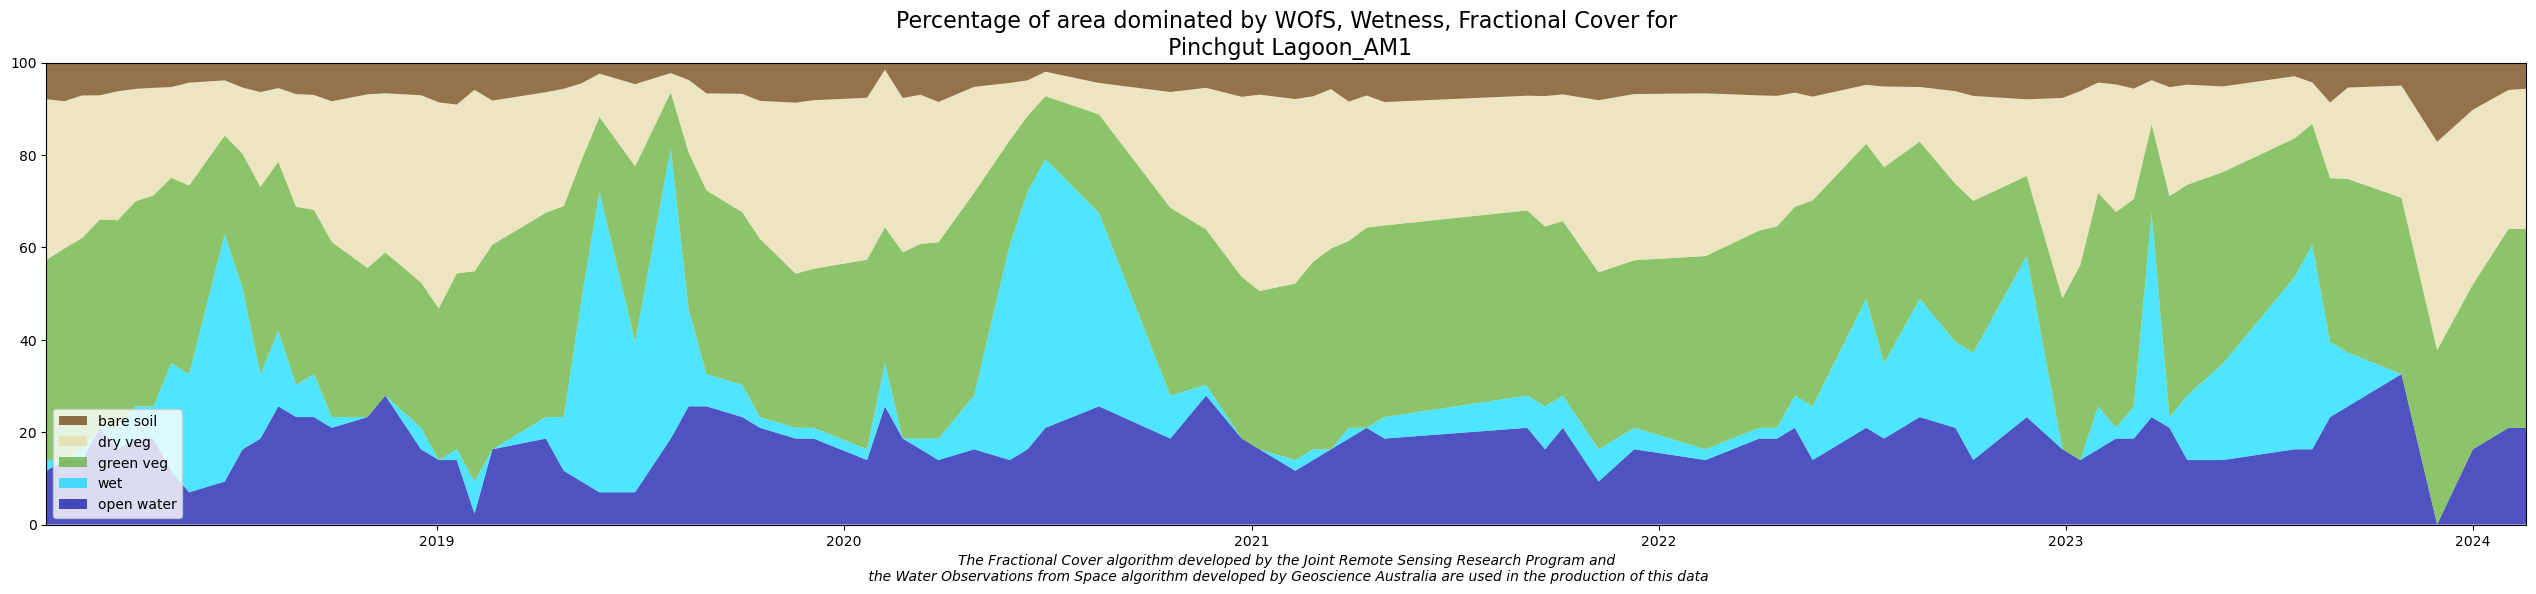 Percentage of area dominated by WOfS, Wetness, Fractional Cover for
Pinchgut Lagoon_AM1
100
80
60
40
20
0
bare soil
dry veg
green veg
wet
open water
2019 2020 2021 2022 2023 2024
The Fractional Cover algorithm developed by the Joint Remote Sensing Research Program and
the Water Observations from Space algorithm developed by Geoscience Australia are used in the production of this data